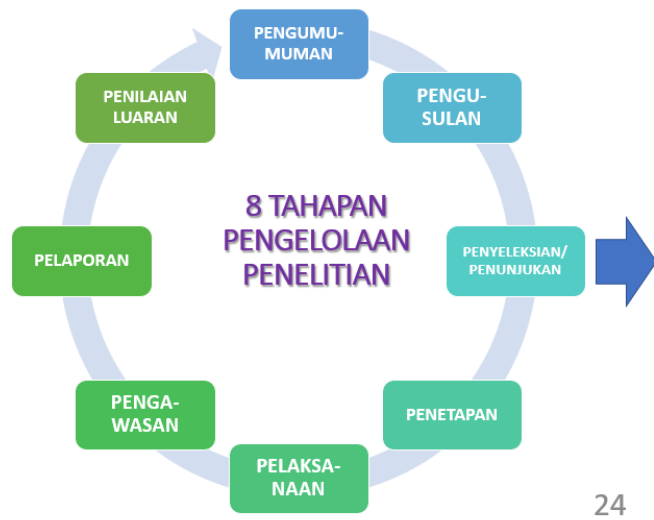 PENGUMU-
MUMAN
PENGU-
SULAN
PENYELEKSIAN/
PENUNJUKAN
PENETAPAN
PELAKSA-
NAAN
PENGA-
WASAN
PELAPORAN
PENILAIAN
LUARAN
8 TAHAPAN
PENGELOLAAN
PENELITIAN
24